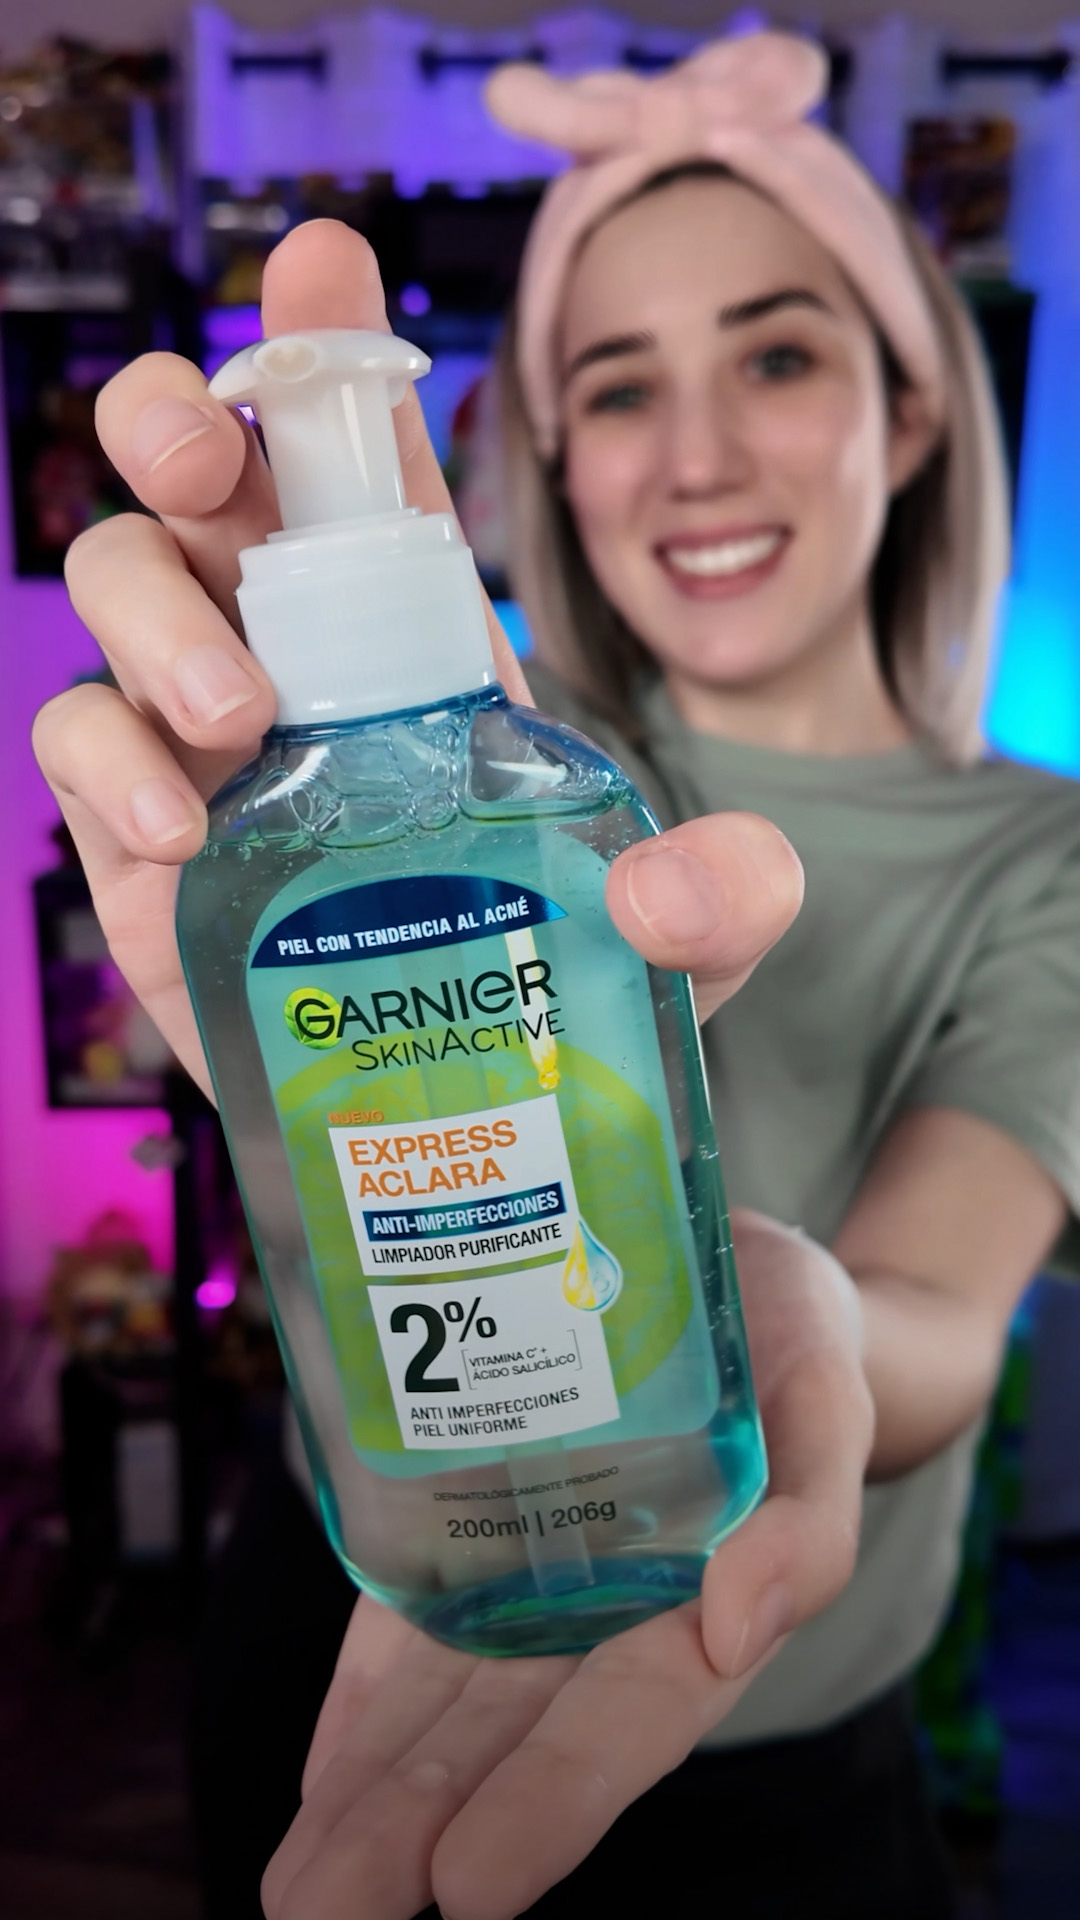 PIEL CON TENDENCIA AL ACNÉ
GARNIER
SKINACTIVE
NUEVO
EXPRESS
ACLARA
ANTI-IMPERFECCIONES
LIMPIADOR PURIFICANTE
2%
VITAMINA C* +
ÁCIDO SALICÍLICO
ANTI IMPERFECCIONES
PIEL UNIFORME
DERMATOLÓGICAMENTE PROBADO
200ml | 206g